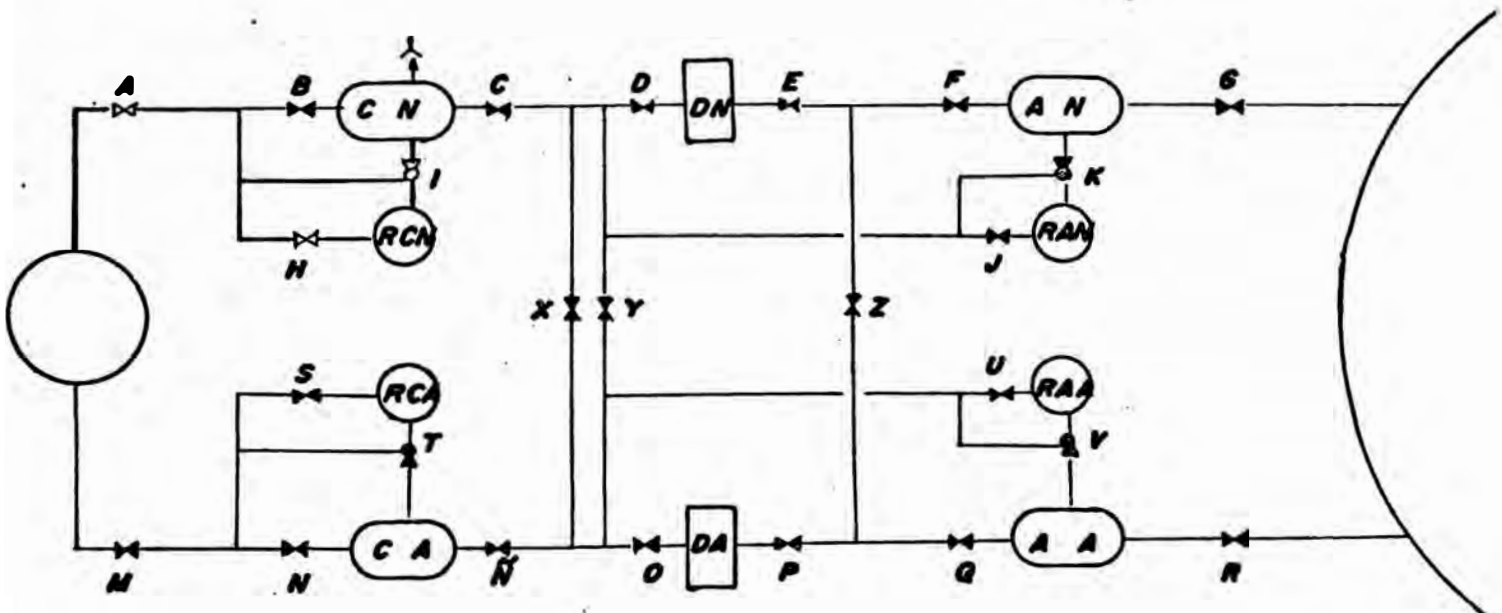 A B C N C D DN E F A N G
I K
RCN RAN
H J
X Y Z
S RCA U RAA
T V
M N C A Ñ O DA P Q A A R